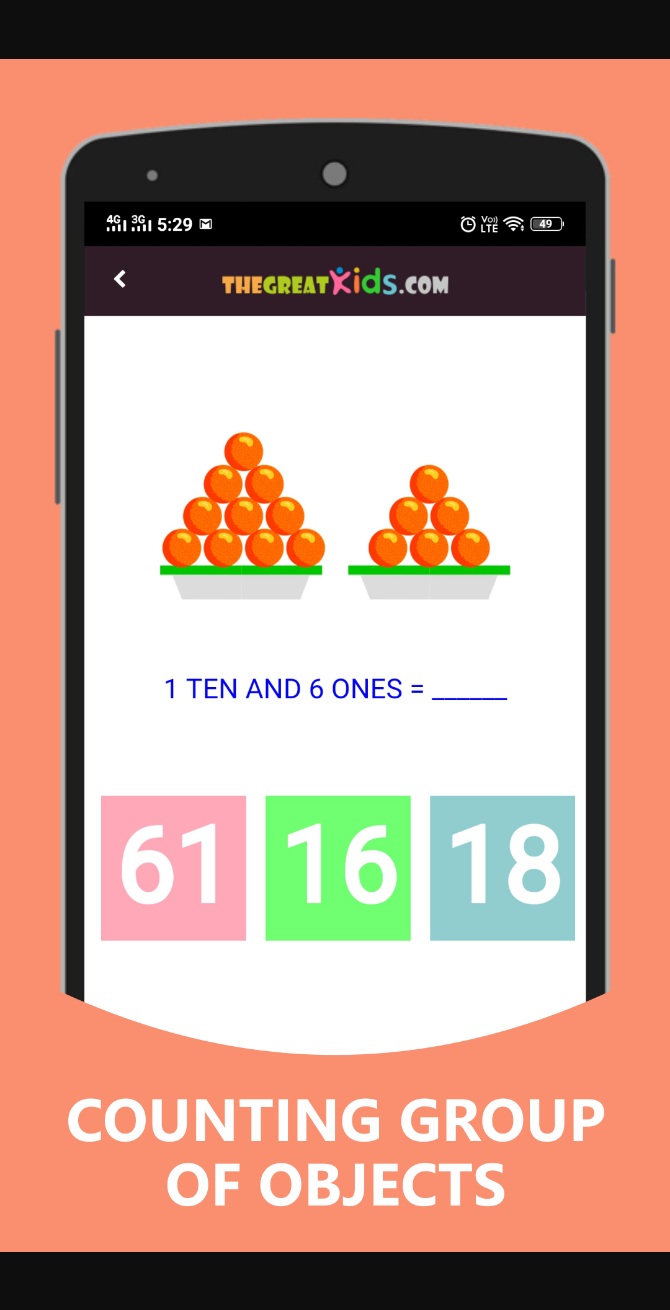 4G 3G 5:29 Vo)) LTE 49
THEGREATKids.COM
1 TEN AND 6 ONES = ______
61 16 18
COUNTING GROUP
OF OBJECTS